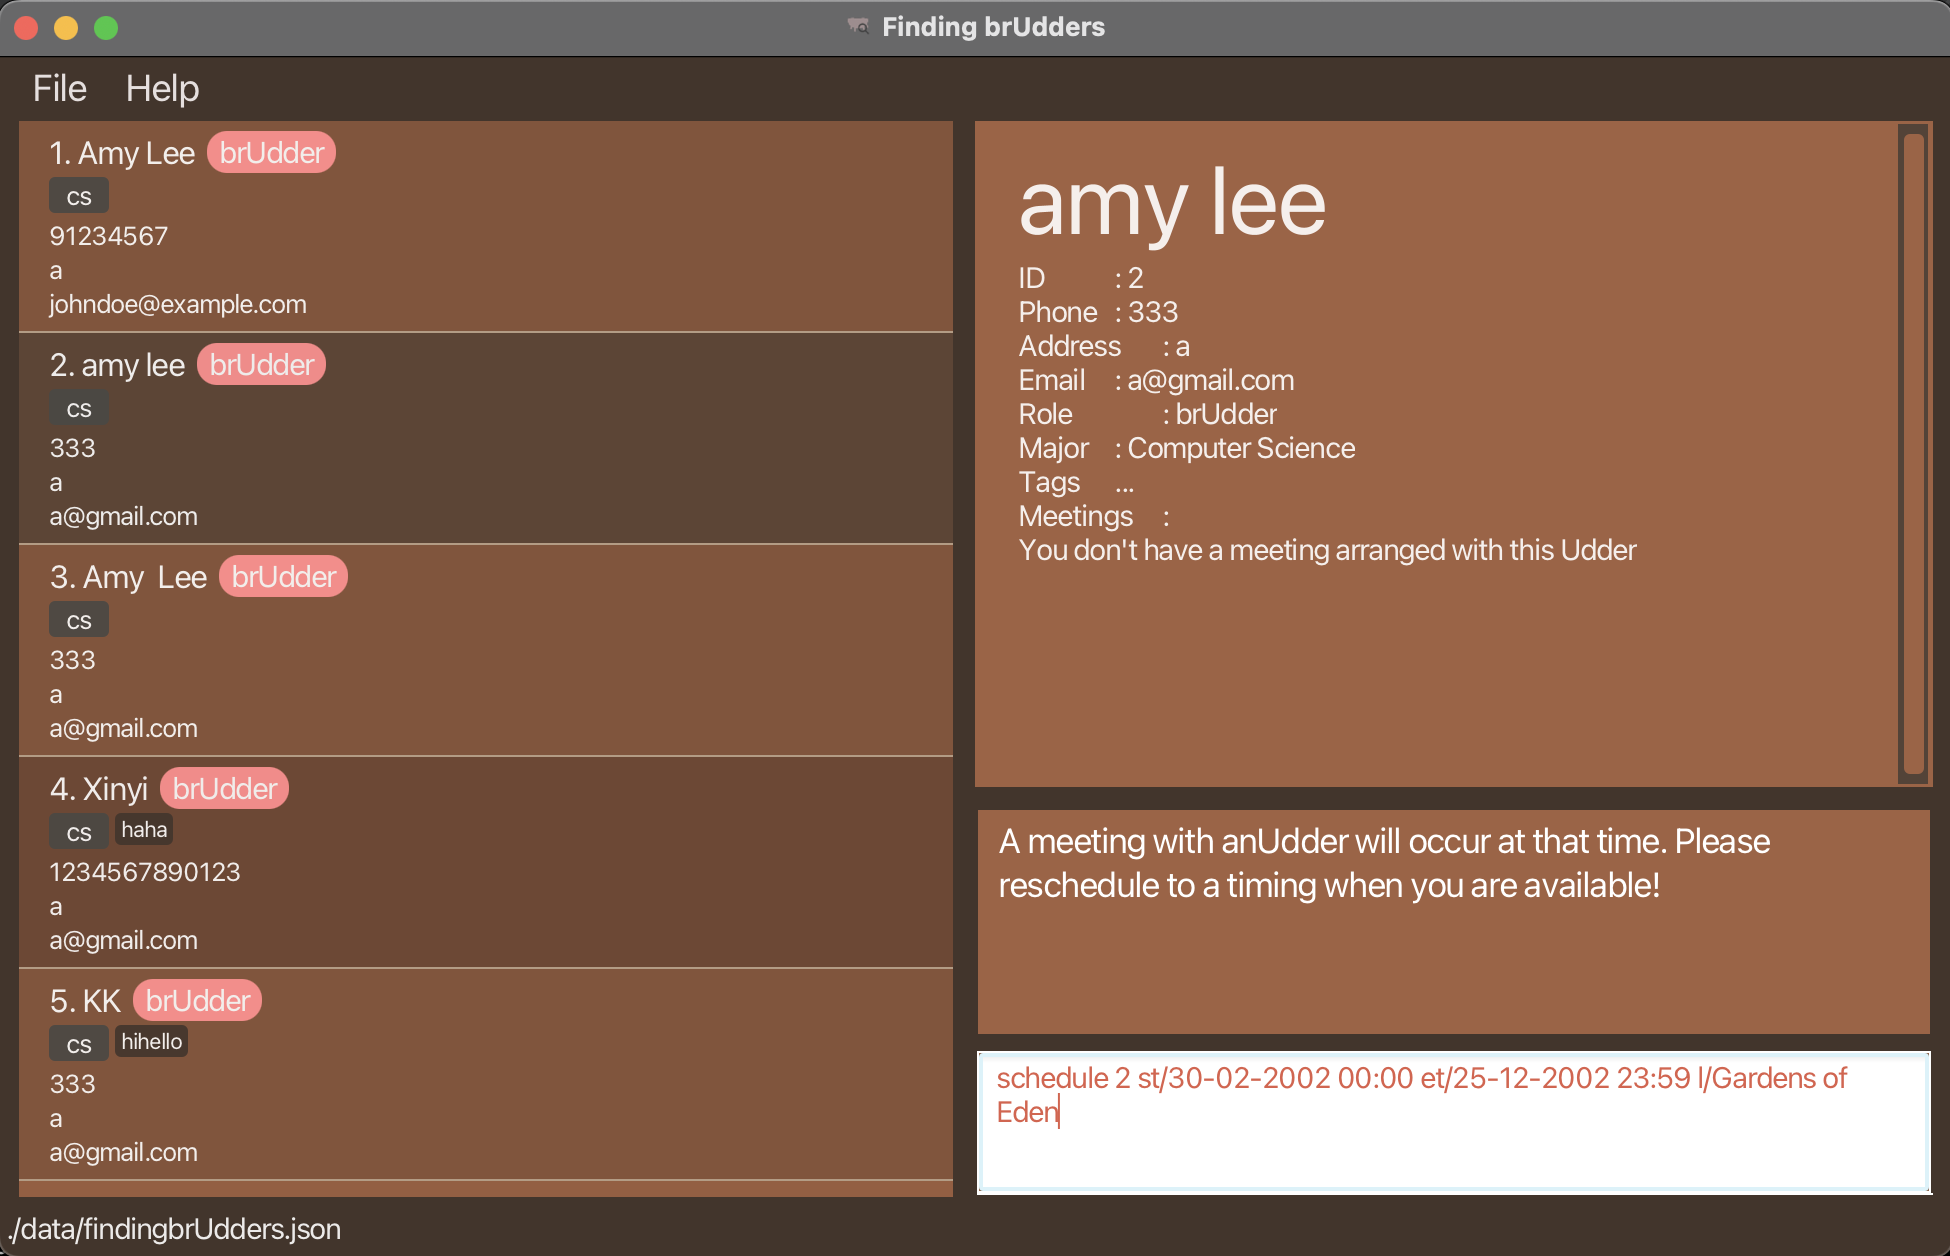 Finding brUdders
File Help
1. Amy Lee brUdder
cs
91234567
a
johndoe@example.com
2. amy lee brUdder
cs
333
a
a@gmail.com
3. Amy  Lee brUdder
cs
333
a
a@gmail.com
4. Xinyi brUdder
cs haha
1234567890123
a
a@gmail.com
5. KK brUdder
cs hihello
333
a
a@gmail.com
amy lee
ID : 2
Phone : 333
Address : a
Email : a@gmail.com
Role : brUdder
Major : Computer Science
Tags ...
Meetings :
You don't have a meeting arranged with this Udder
A meeting with anUdder will occur at that time. Please
reschedule to a timing when you are available!
schedule 2 st/30-02-2002 00:00 et/25-12-2002 23:59 l/Gardens of
Eden
./data/findingbrUdders.json